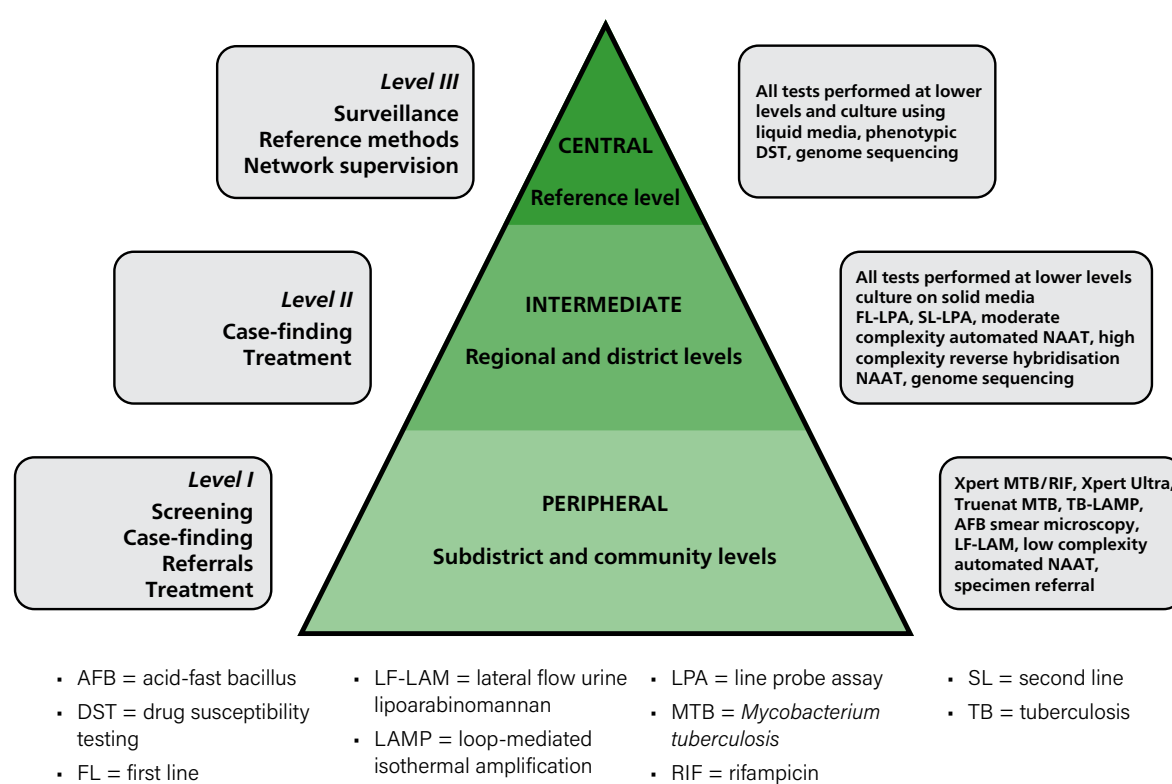 Level III
Surveillance
Reference methods
Network supervision
CENTRAL
Reference level
All tests performed at lower
levels and culture using
liquid media, phenotypic
DST, genome sequencing
Level II
Case-finding
Treatment
INTERMEDIATE
Regional and district levels
All tests performed at lower levels
culture on solid media
FL-LPA, SL-LPA, moderate
complexity automated NAAT, high
complexity reverse hybridisation
NAAT, genome sequencing
Level I
Screening
Case-finding
Referrals
Treatment
PERIPHERAL
Subdistrict and community levels
Xpert MTB/RIF, Xpert Ultra,
Truenat MTB, TB-LAMP,
AFB smear microscopy,
LF-LAM, low complexity
automated NAAT,
specimen referral
▪ AFB = acid-fast bacillus
▪ DST = drug susceptibility
testing
▪ FL = first line
▪ LF-LAM = lateral flow urine
lipoarabinomannan
▪ LAMP = loop-mediated
isothermal amplification
▪ LPA = line probe assay
▪ MTB = Mycobacterium
tuberculosis
▪ RIF = rifampicin
▪ SL = second line
▪ TB = tuberculosis